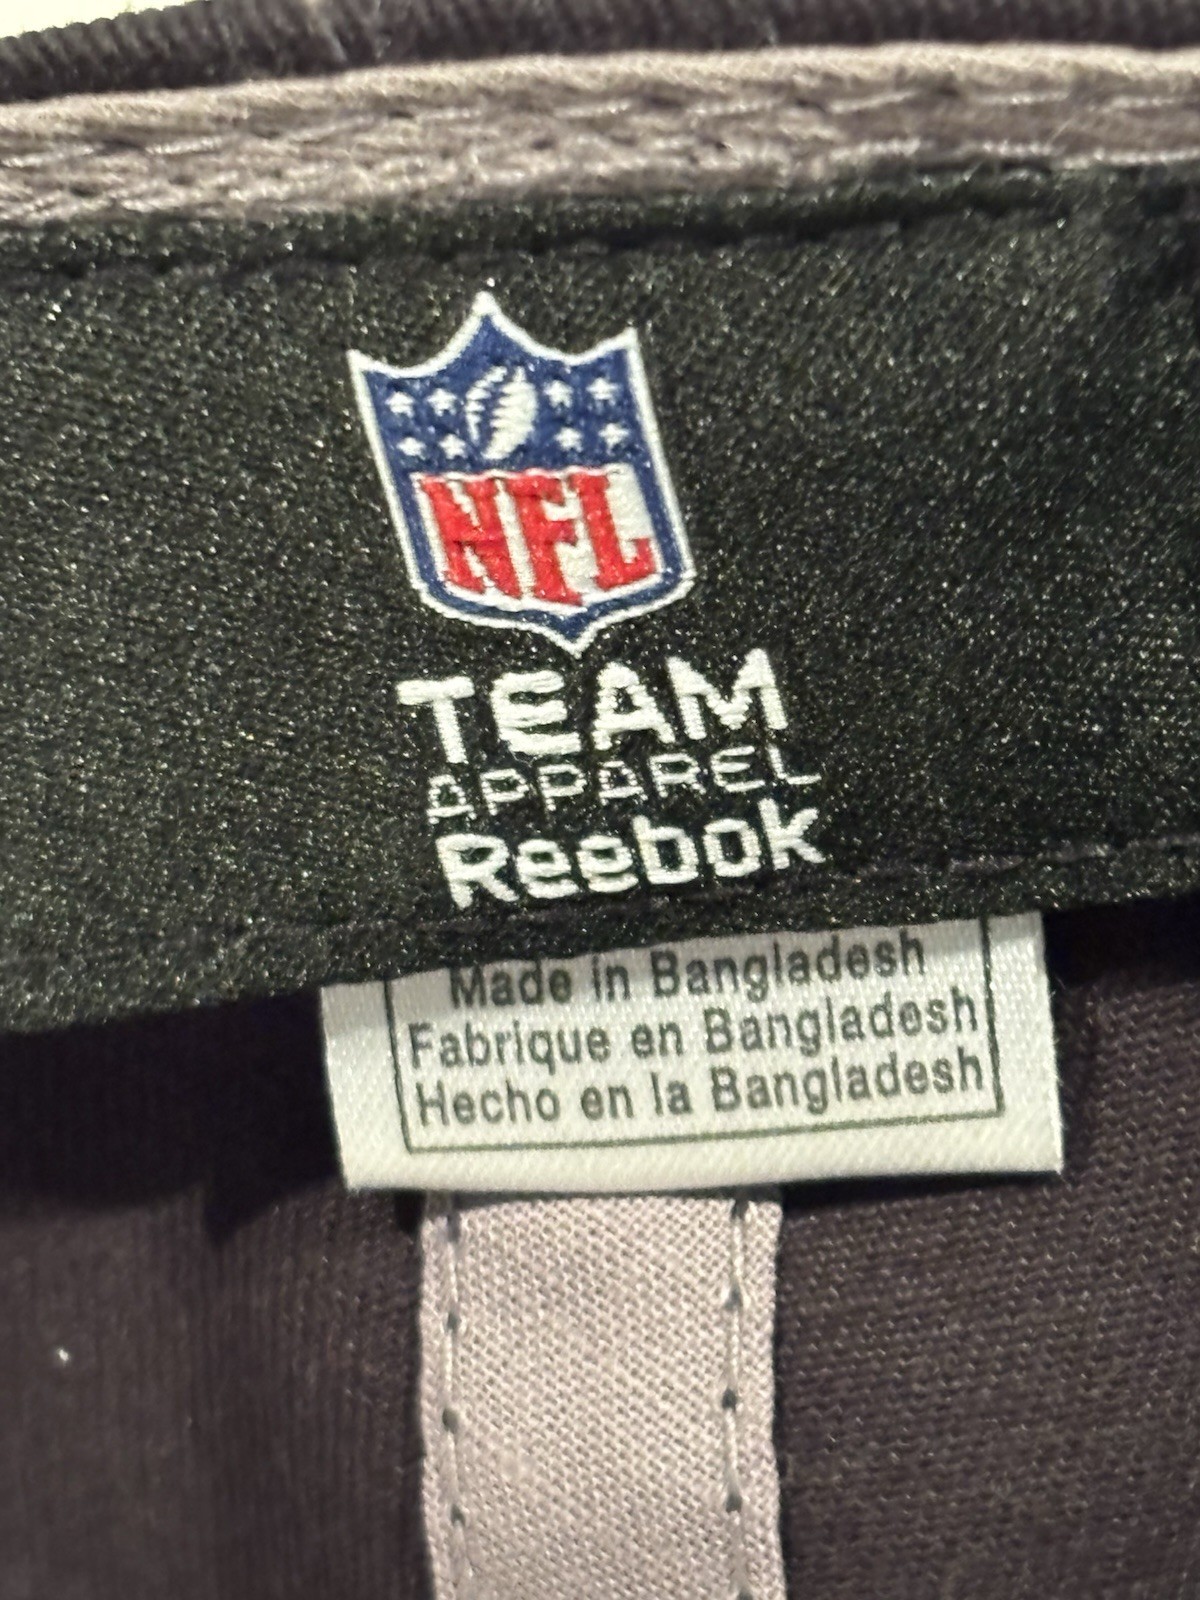 NFL
TEAM
APPAREL
Reebok
Made in Bangladesh
Fabrique en Bangladesh
Hecho en la Bangladesh